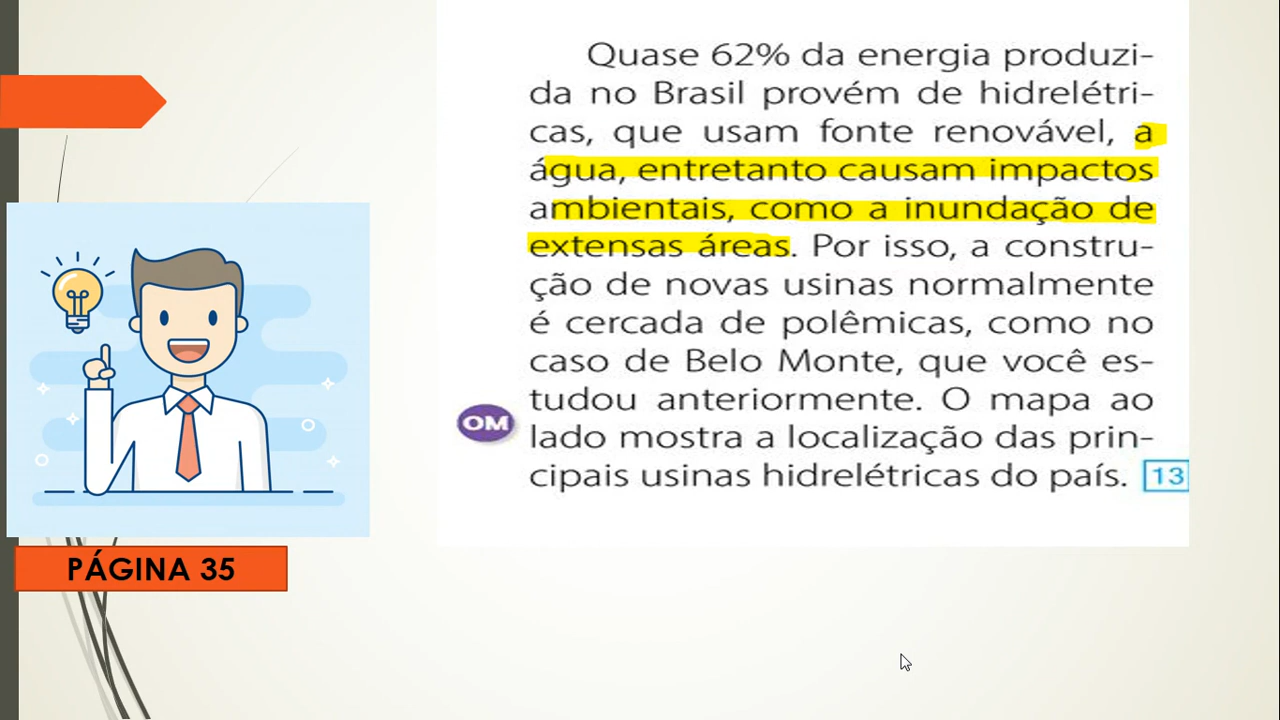 Quase 62% da energia produzi-
da no Brasil provém de hidrelétri-
cas, que usam fonte renovável, a
água, entretanto causam impactos
ambientais, como a inundação de
extensas áreas. Por isso, a constru-
ção de novas usinas normalmente
é cercada de polêmicas, como no
caso de Belo Monte, que você es-
tudou anteriormente. O mapa ao
OM
lado mostra a localização das prin-
cipais usinas hidrelétricas do país. 13
PÁGINA 35